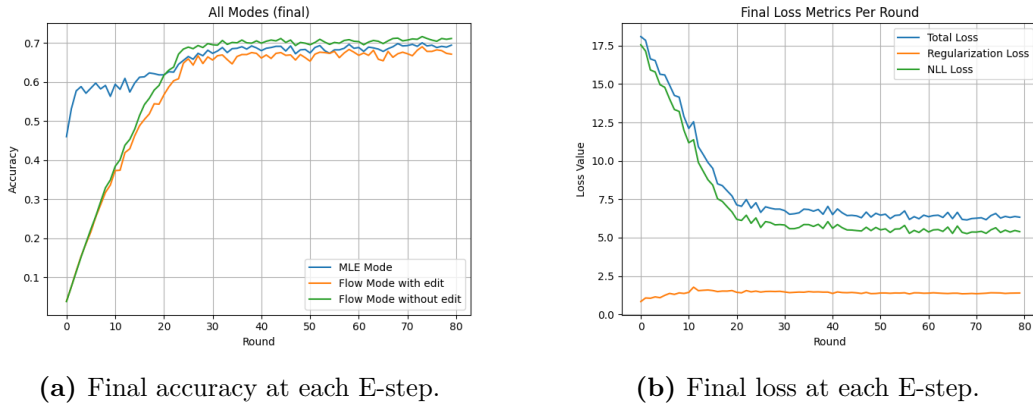 All Modes (final)
Accuracy
0.7
0.6
0.5
0.4
0.3
0.2
0.1
MLE Mode
Flow Mode with edit
Flow Mode without edit
0 10 20 30 40 50 60 70 80
Round
(a) Final accuracy at each E-step.
Final Loss Metrics Per Round
Loss Value
17.5
15.0
12.5
10.0
7.5
5.0
2.5
0.0
Total Loss
Regularization Loss
NLL Loss
0 10 20 30 40 50 60 70 80
Round
(b) Final loss at each E-step.